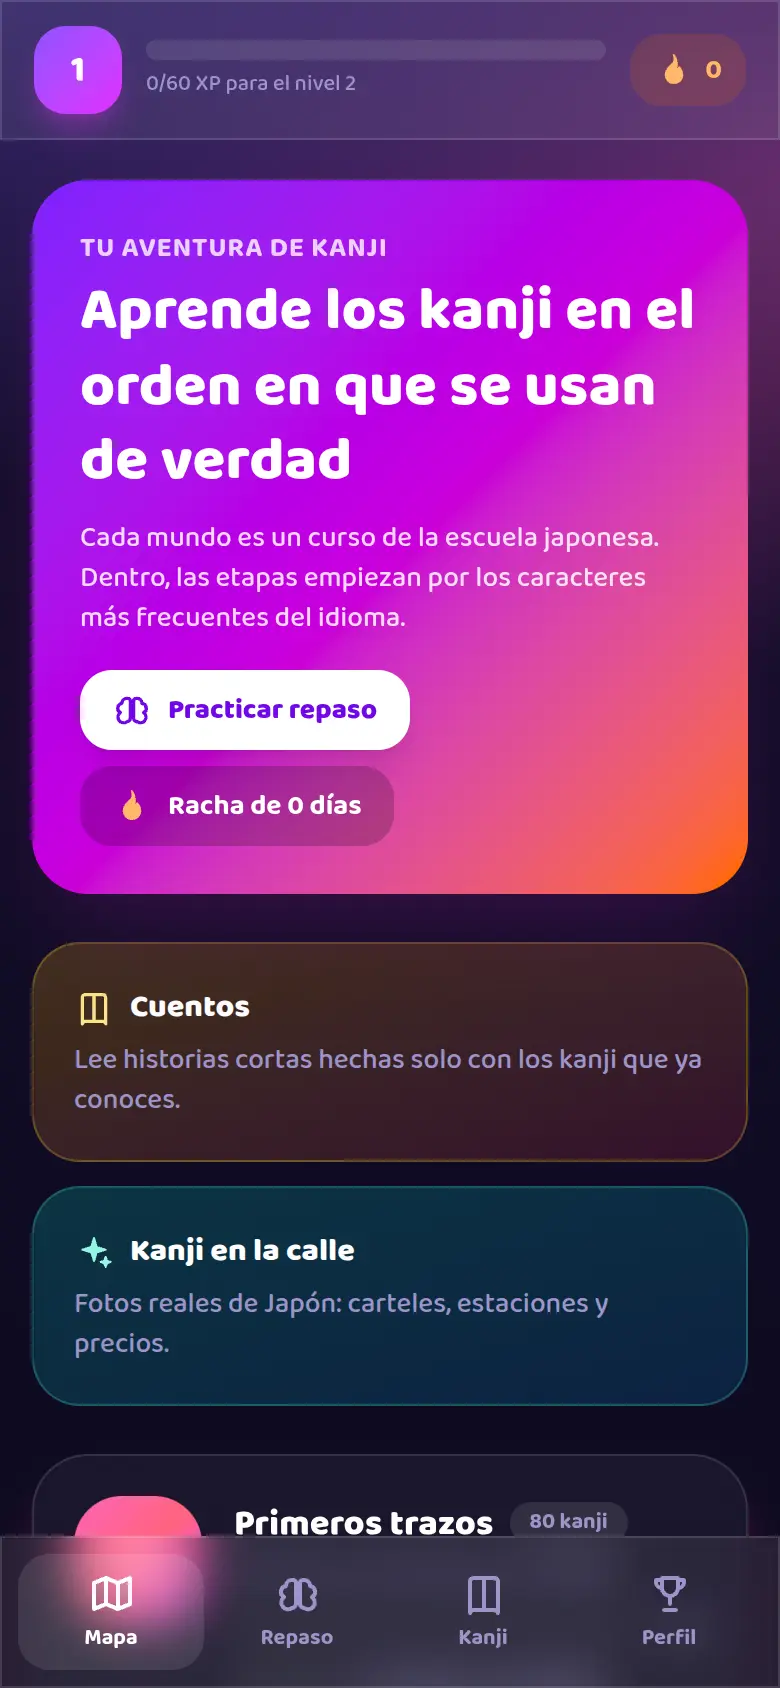 1
0/60 XP para el nivel 2
0
TU AVENTURA DE KANJI
Aprende los kanji en el
orden en que se usan
de verdad
Cada mundo es un curso de la escuela japonesa.
Dentro, las etapas empiezan por los caracteres
más frecuentes del idioma.
Practicar repaso
Racha de 0 días
Cuentos
Lee historias cortas hechas solo con los kanji que ya
conoces.
Kanji en la calle
Fotos reales de Japón: carteles, estaciones y
precios.
Primeros trazos 80 kanji
Mapa Repaso Kanji Perfil